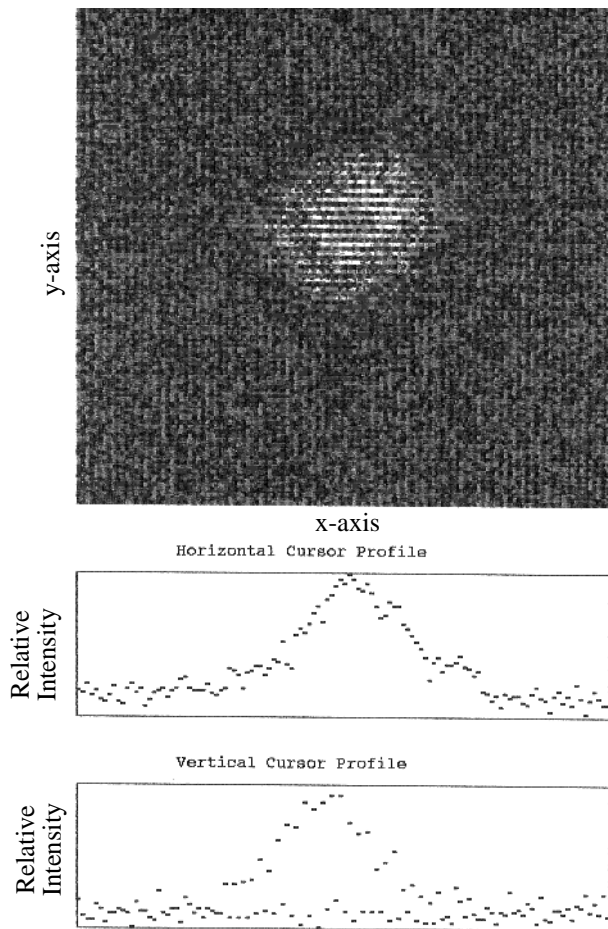 y-axis
x-axis
Horizontal Cursor Profile
Relative
Intensity
Vertical Cursor Profile
Relative
Intensity